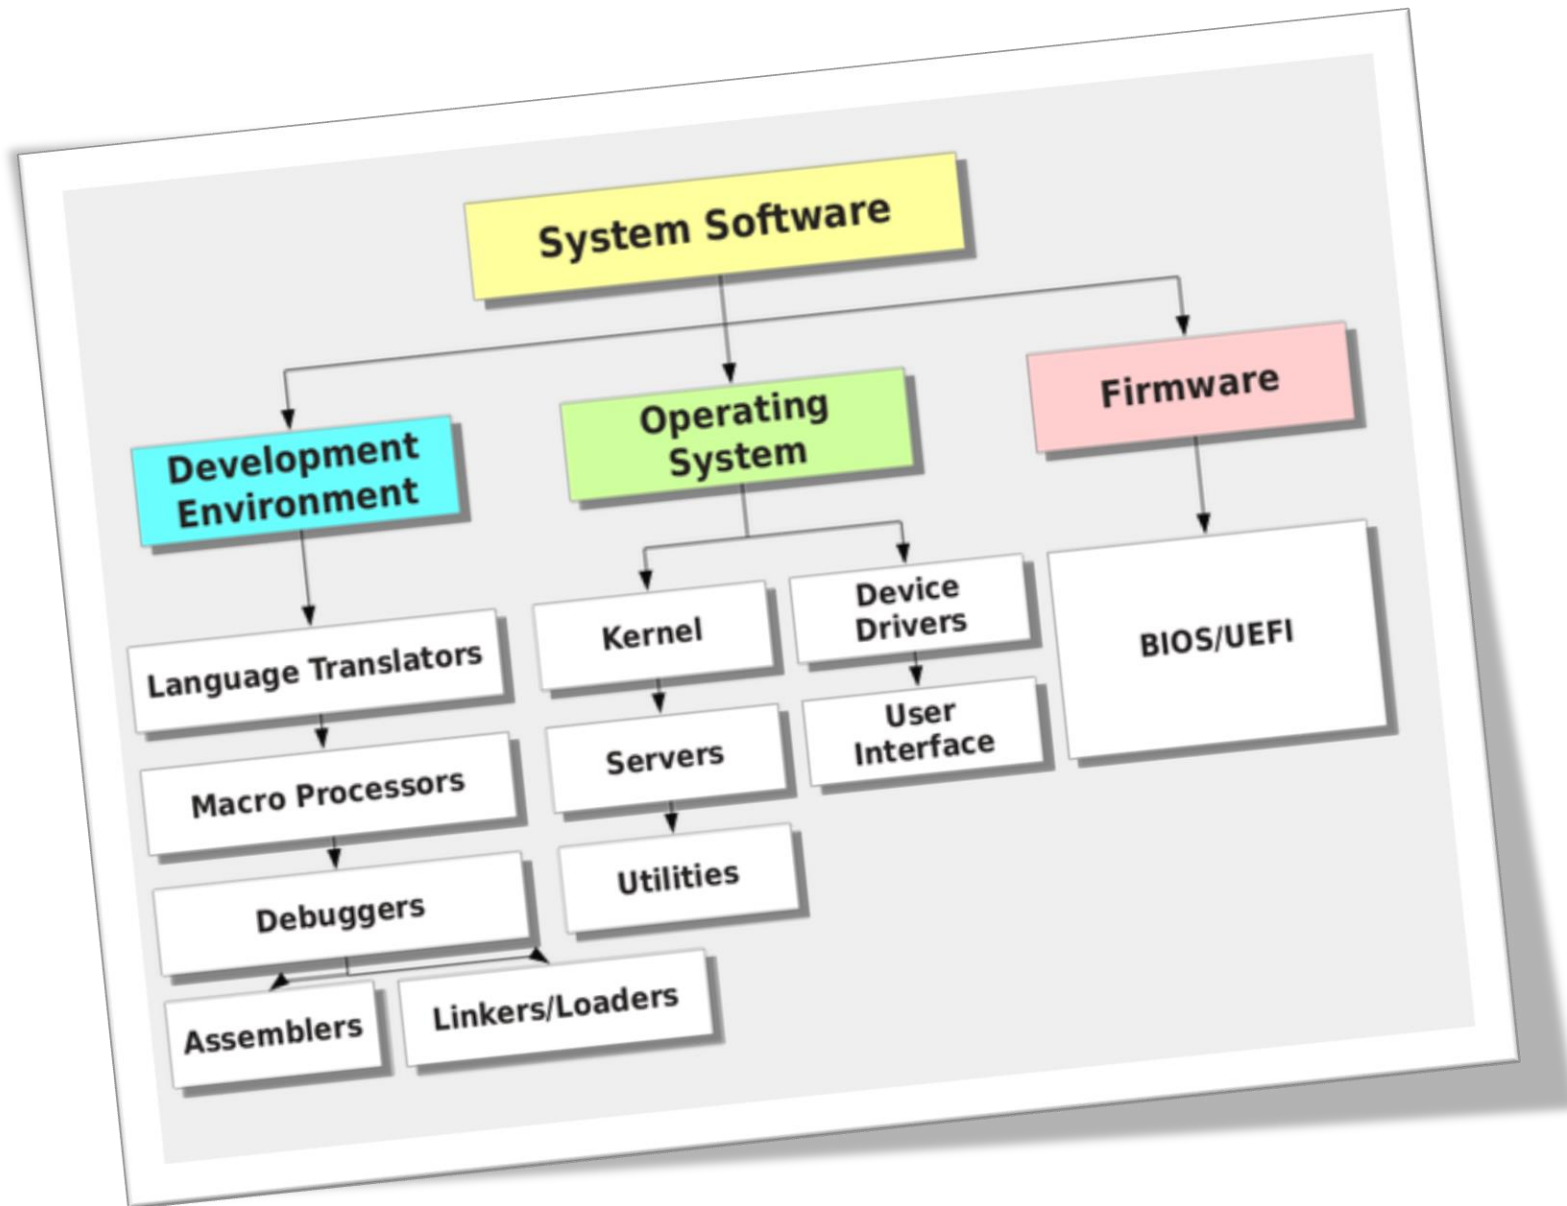 System Software
Development
Environment
Operating
System
Firmware
Language Translators
Macro Processors
Debuggers
Assemblers
Linkers/Loaders
Kernel
Servers
Utilities
Device
Drivers
User
Interface
BIOS/UEFI